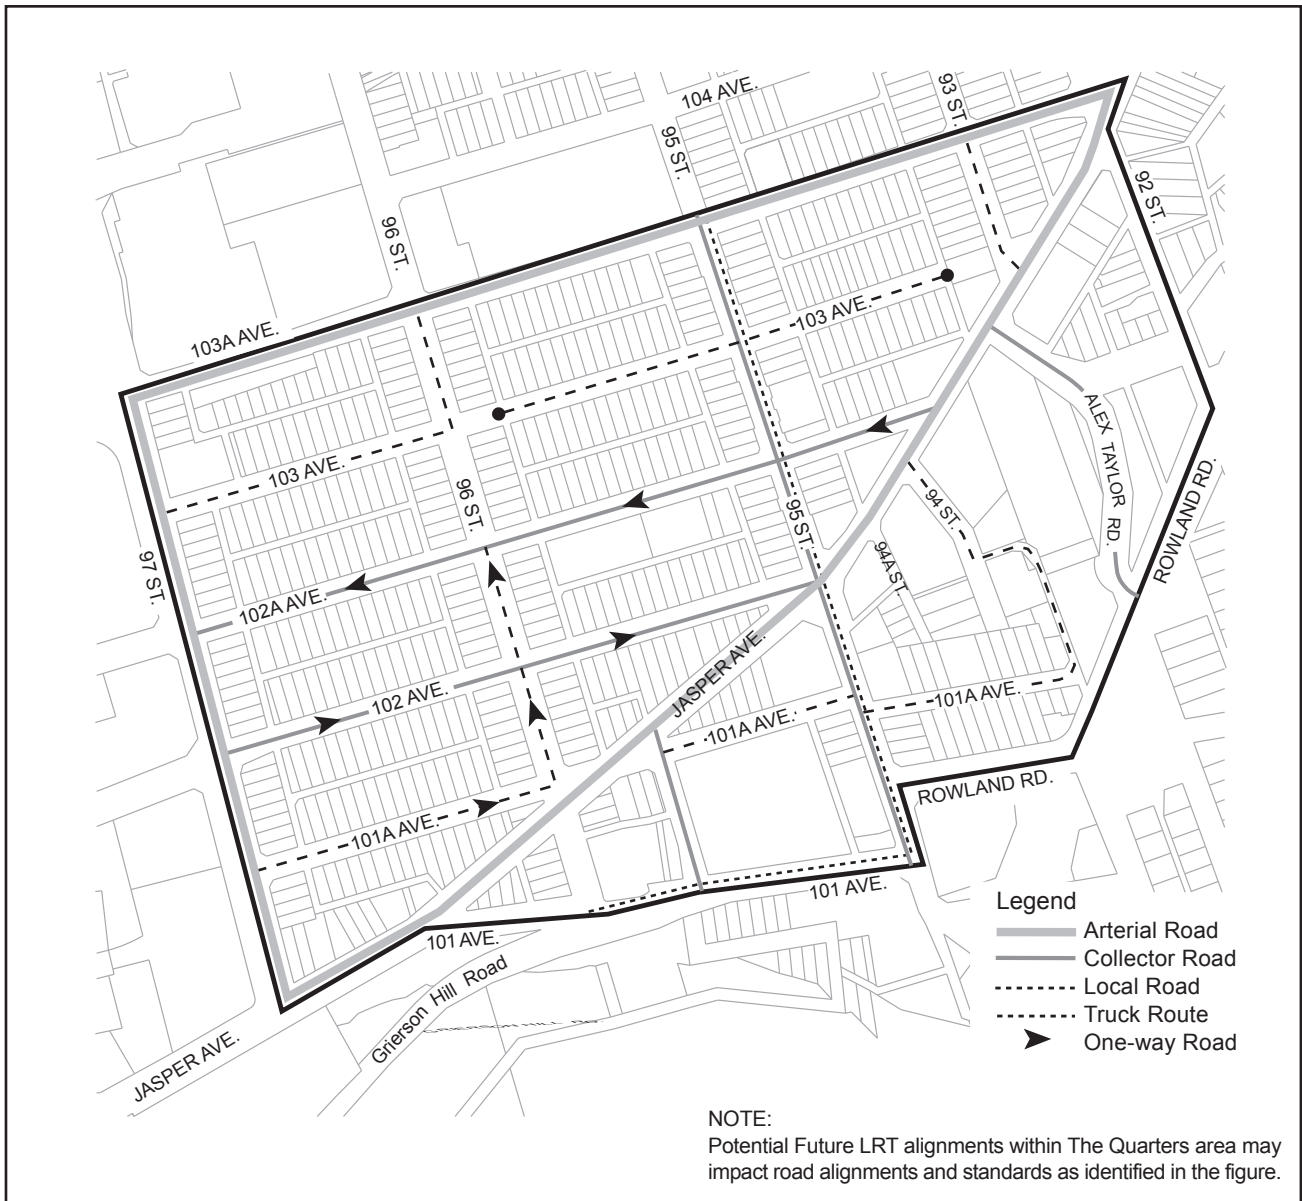 104 AVE.
93 ST.
95 ST.
92 ST.
96 ST.
103A AVE.
103 AVE.
103 AVE.
96 ST.
95 ST.
94 ST.
ALEX TAYLOR RD.
ROWLAND RD.
97 ST.
94A ST.
102A AVE.
102 AVE.
JASPER AVE.
101A AVE.
101A AVE.
101A AVE.
ROWLAND RD.
101 AVE.
101 AVE.
Grierson Hill Road
GRIERSON HILL RD.
JASPER AVE.
Legend
Arterial Road
Collector Road
Local Road
Truck Route
One-way Road
NOTE:
Potential Future LRT alignments within The Quarters area may
impact road alignments and standards as identified in the figure.